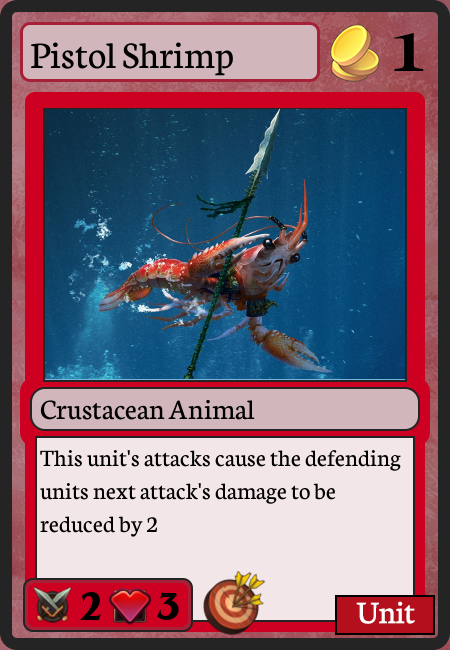 Pistol Shrimp
1
Crustacean Animal
This unit's attacks cause the defending
units next attack's damage to be
reduced by 2
2 3
Unit